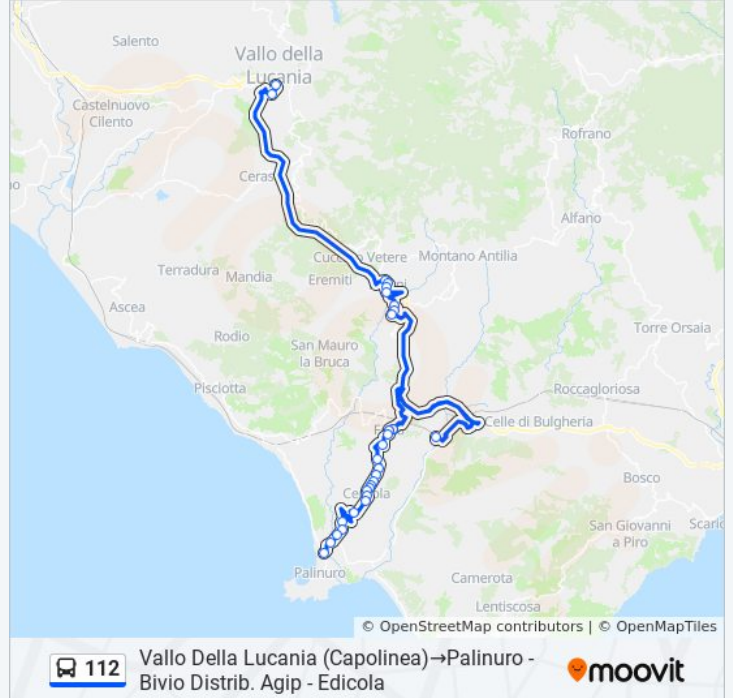 Salento
Vallo della
Lucania
Castelnuovo
Cilento
Rofrano
Ceras
Alfano
Cuc o Vetere
Montano Antilia
Terradura
Mandia
Eremiti
Ascea
Rodio
San Mauro
la Bruca
Torre Orsaia
Pisciotta
Roccagloriosa
Celle di Bulgheria
Bosco
San Giovanni
a Piro
Scario
Palinuro
Camerota
Lentiscosa
© OpenStreetMap contributors | © OpenMapTiles
112
Vallo Della Lucania (Capolinea)→Palinuro -
Bivio Distrib. Agip - Edicola
moovit